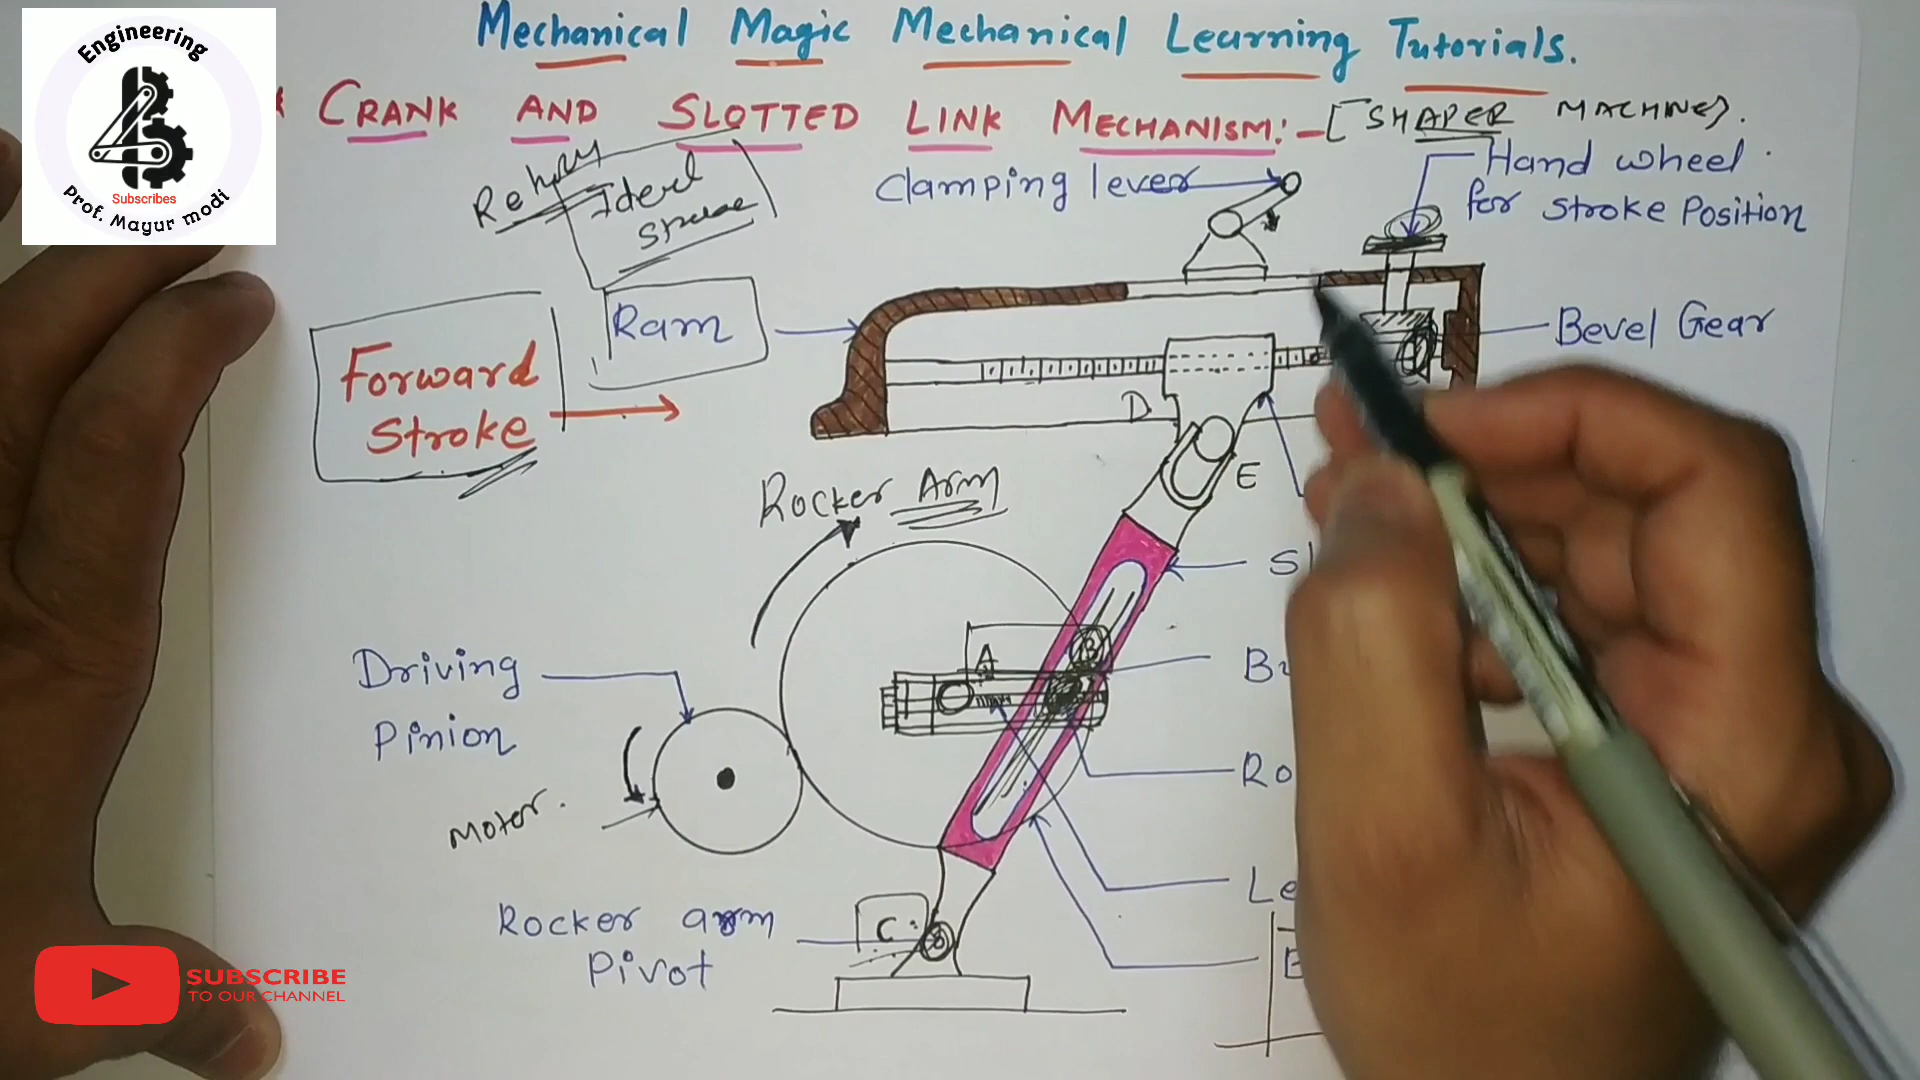 Engineering
Subscribes
Prof. Mayur modi
Mechanical Magic Mechanical Learning Tutorials.
CRANK AND SLOTTED LINK MECHANISM:- [SHAPER MACHINE].
Ideal
stroke
Clamping lever
Hand wheel
for stroke Position
Ram
Bevel Gear
Forward
Stroke
D
E
Rocker Arm
A
B
Driving
Pinion
Motor.
C
Rocker arm
Pivot
SUBSCRIBE
TO OUR CHANNEL